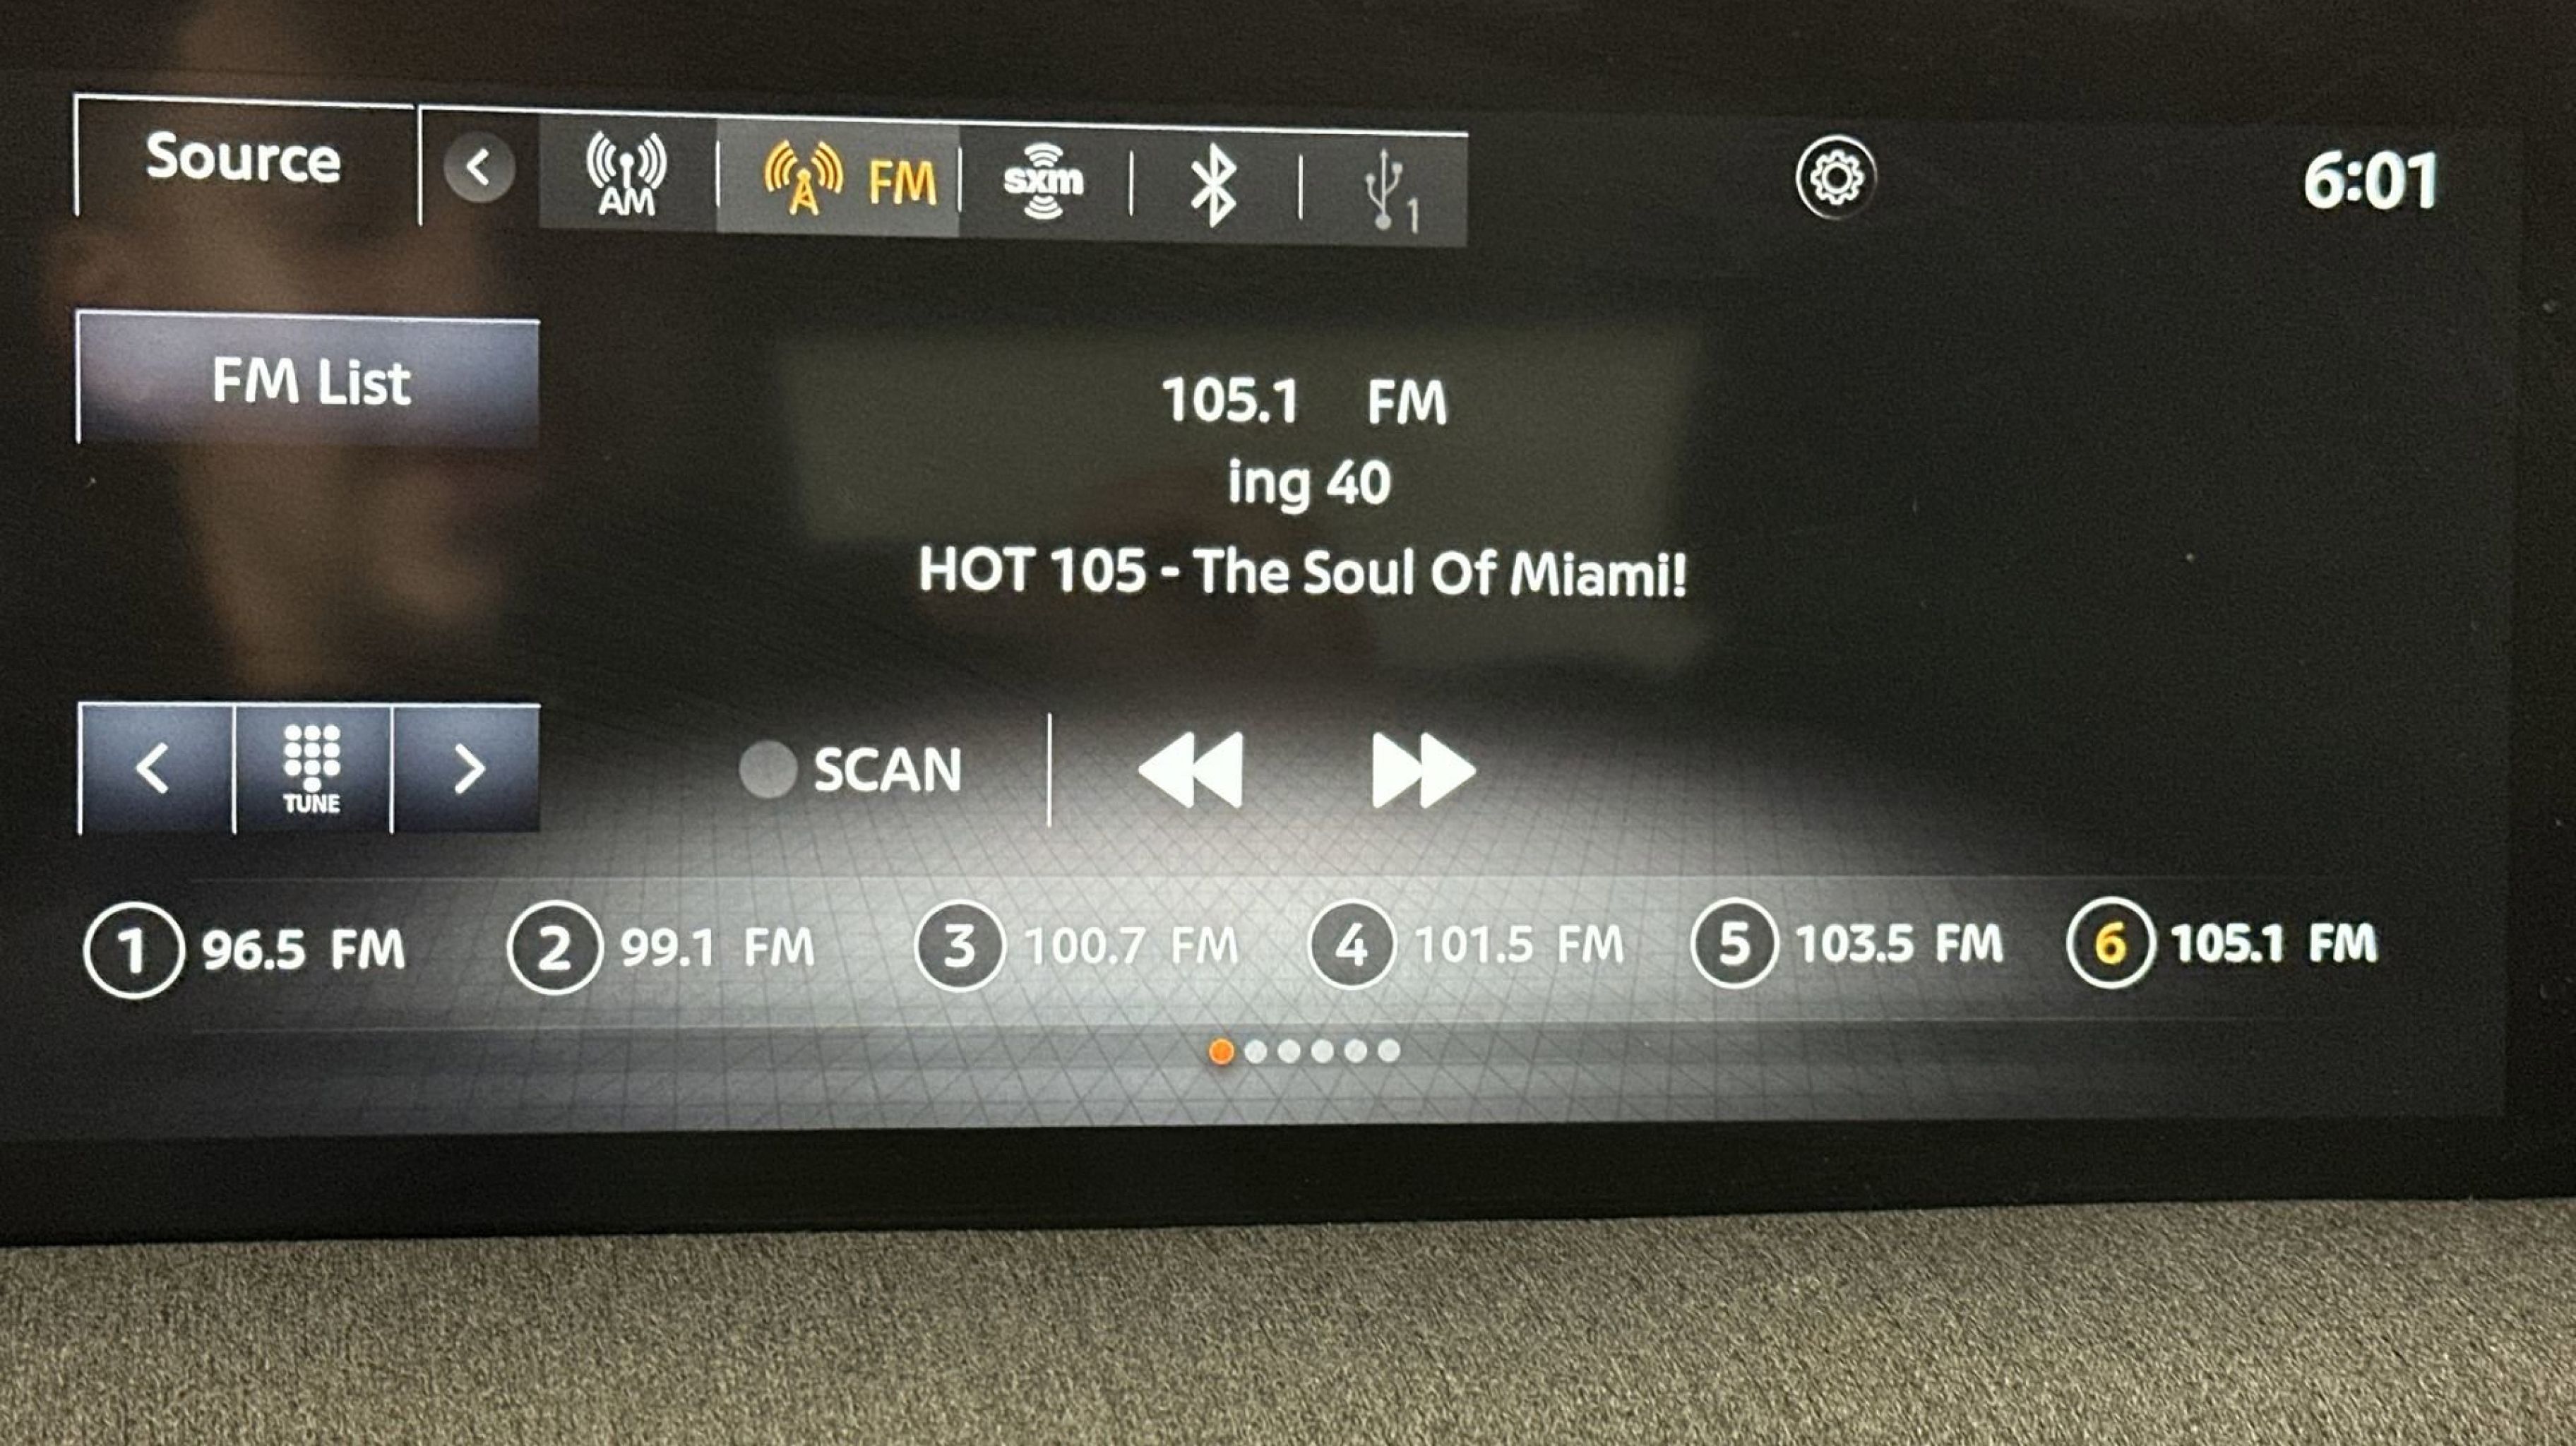 Source
AM
FM
sxm
1
6:01
FM List
105.1 FM
ing 40
HOT 105 - The Soul Of Miami!
TUNE
SCAN
1 96.5 FM 2 99.1 FM 3 100.7 FM 4 101.5 FM 5 103.5 FM 6 105.1 FM